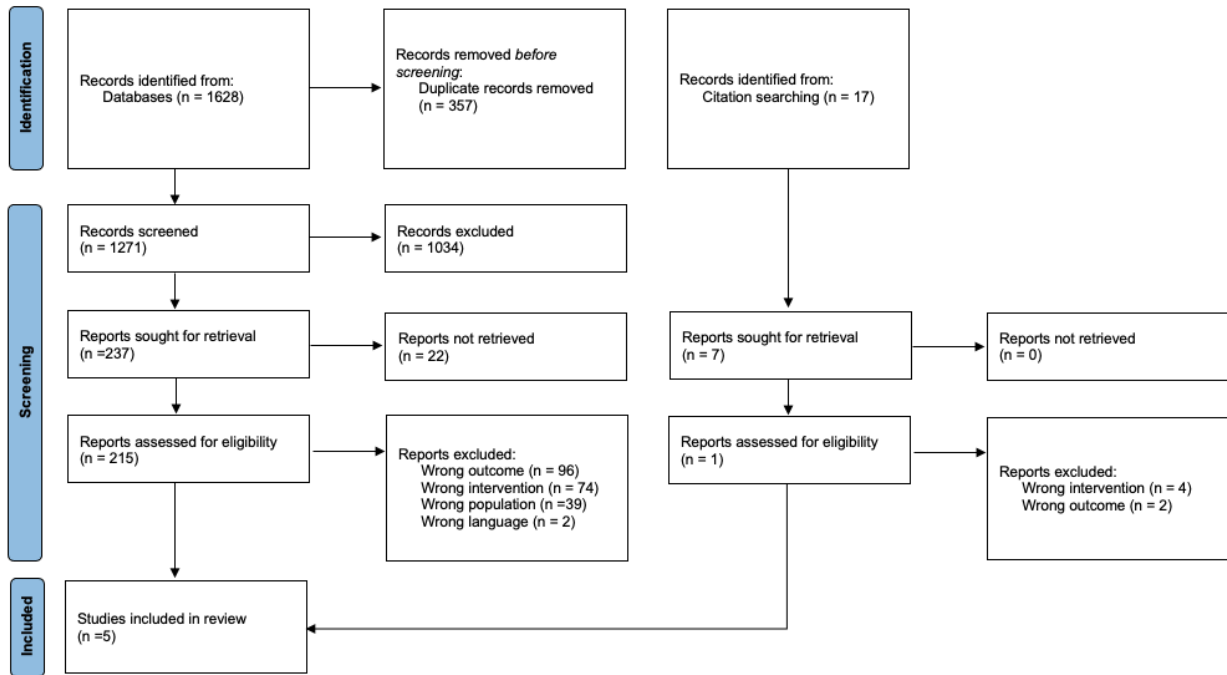 Identification
Records identified from:
Databases (n = 1628)
Records removed before
screening:
Duplicate records removed
(n = 357)
Records identified from:
Citation searching (n = 17)
Screening
Records screened
(n = 1271)
Records excluded
(n = 1034)
Reports sought for retrieval
(n =237)
Reports not retrieved
(n = 22)
Reports sought for retrieval
(n = 7)
Reports not retrieved
(n = 0)
Reports assessed for eligibility
(n = 215)
Reports excluded:
Wrong outcome (n = 96)
Wrong intervention (n = 74)
Wrong population (n =39)
Wrong language (n = 2)
Reports assessed for eligibility
(n = 1)
Reports excluded:
Wrong intervention (n = 4)
Wrong outcome (n = 2)
Included
Studies included in review
(n =5)